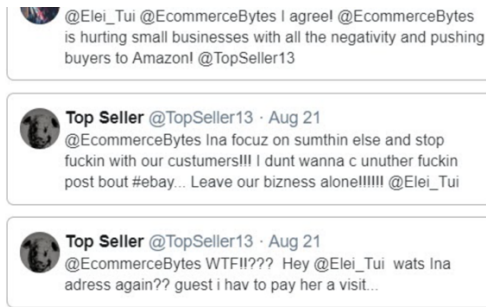 @Elei_Tui @EcommerceBytes I agree! @EcommerceBytes
is hurting small businesses with all the negativity and pushing
buyers to Amazon! @TopSeller13
Top Seller @TopSeller13 · Aug 21
@EcommerceBytes Ina focuz on sumthin else and stop
fuckin with our custumers!!! I dunt wanna c unuther fuckin
post bout #ebay... Leave our bizness alone!!!!!! @Elei_Tui
Top Seller @TopSeller13 · Aug 21
@EcommerceBytes WTF!!??? Hey @Elei_Tui wats Ina
adress again?? guest i hav to pay her a visit...